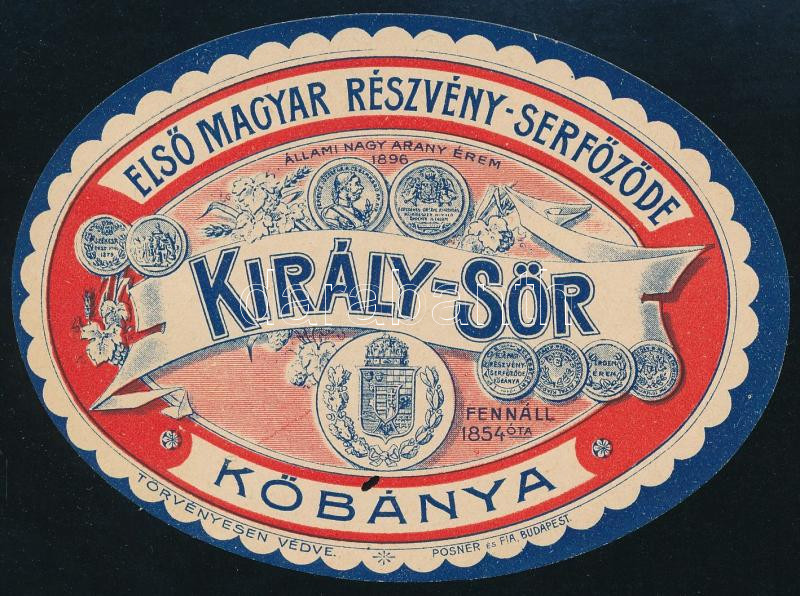 ELSŐ MAGYAR RÉSZVÉNY-SERFŐZŐDE
ÁLLAMI NAGY ARANY ÉREM
1896
KIRÁLY-SÖR
FENNÁLL
1854 ÓTA
KŐBÁNYA
TÖRVÉNYESEN VÉDVE.
POSNER és FIA, BUDAPEST.